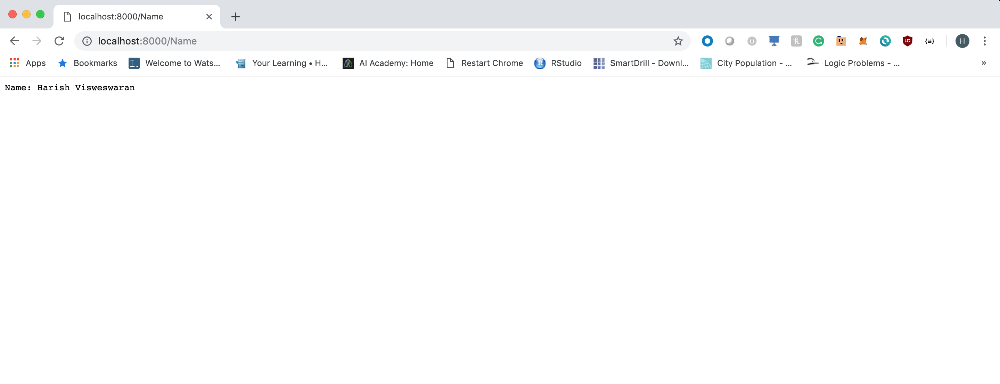 localhost:8000/Name
localhost:8000/Name
H
Apps Bookmarks Welcome to Wats... Your Learning • H... AI Academy: Home Restart Chrome RStudio SmartDrill - Downl... City Population - ... Logic Problems - ... »
Name: Harish Visweswaran